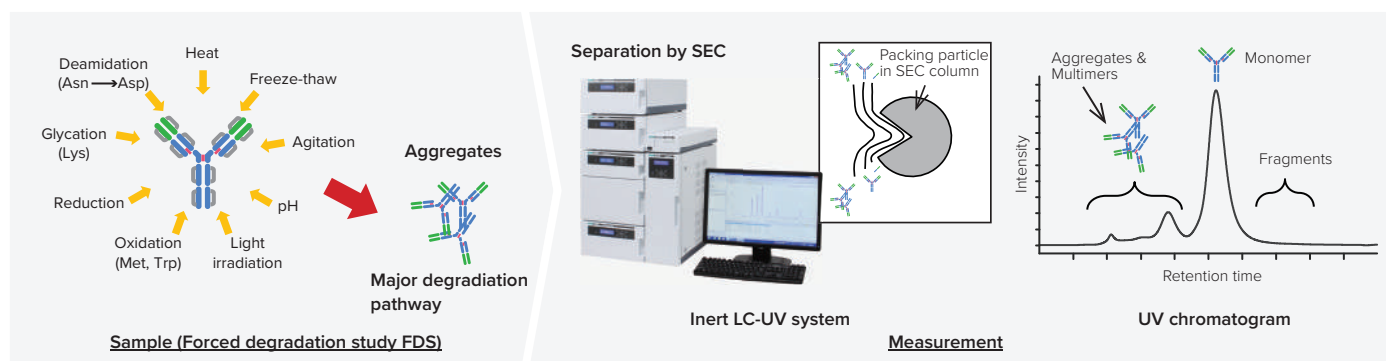 Heat
Deamidation
(Asn ⟶Asp)
Freeze-thaw
Glycation
(Lys)
Agitation
Reduction
pH
Oxidation
(Met, Trp)
Light
irradiation
Aggregates
Major degradiation
pathway
Sample (Forced degradation study FDS)
Separation by SEC
Packing particle
in SEC column
Inert LC-UV system
Measurement
Aggregates &
Multimers
Monomer
Fragments
Intensity
Retention time
UV chromatogram